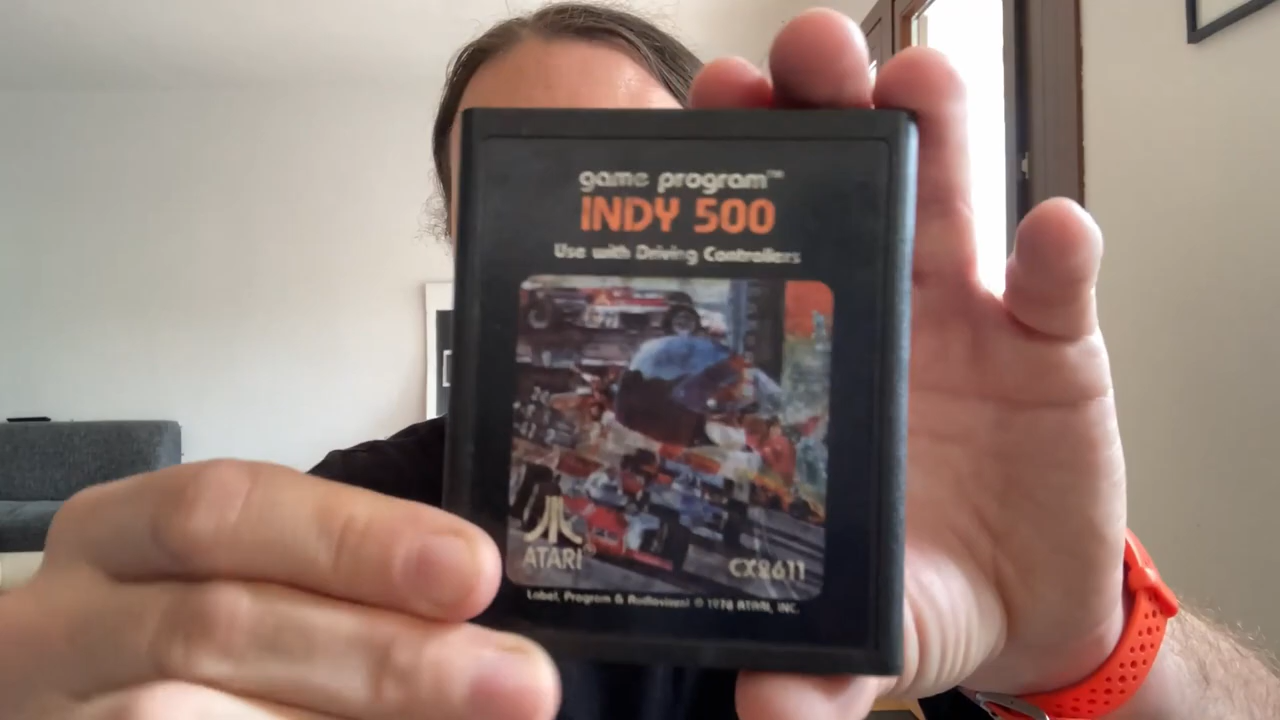 game program™
INDY 500
Use with Driving Controllers
ATARI®
CX2611
Label, Program & Audiovisual © 1978 ATARI, INC.